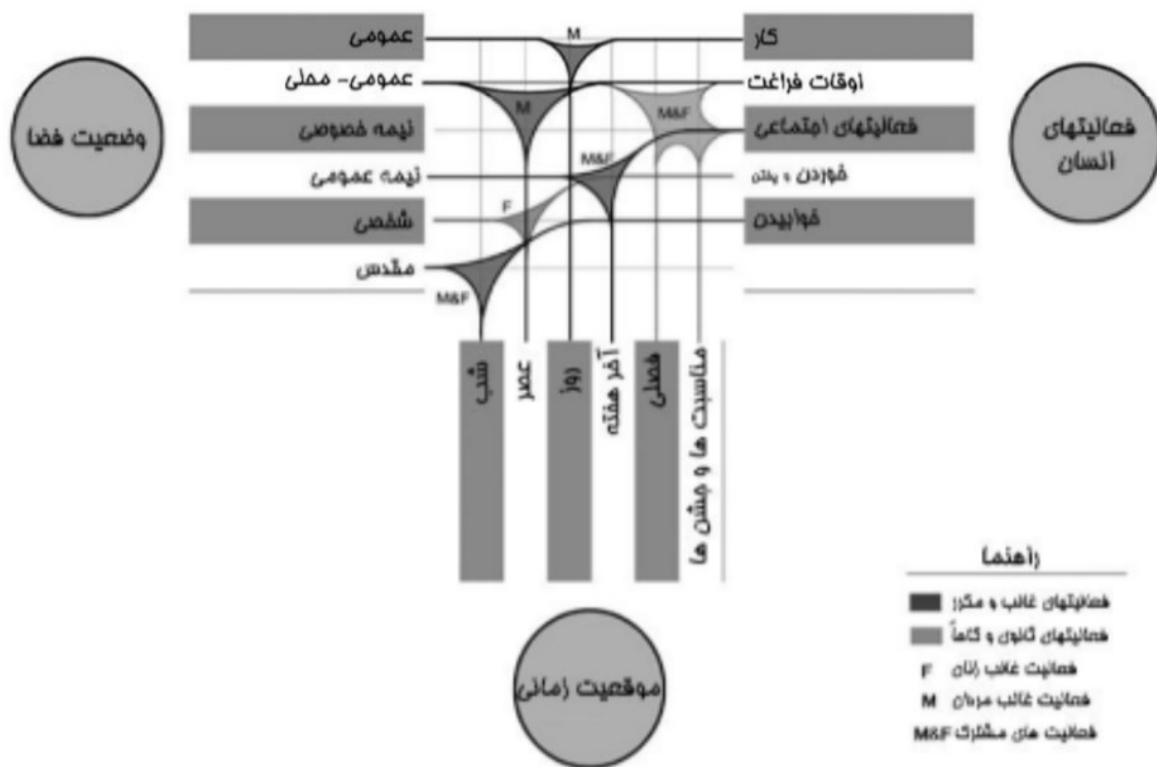 وضعیت فضا
عمومی
عمومی- محلی
نیمه خصوصی
نیمه عمومی
شخصی
مقدس
فعالیتهای
انسان
کار
اوقات فراغت
فعالیتهای اجتماعی
خوردن و پختن
خوابیدن
M
M
M&F
M&F
F
M&F
شب
عصر
روز
آخر هفته
فصلی
مناسبت ها و جشن ها
موقعیت زمانی
راهنما
فعالیتهای غالب و مکرر
فعالیتهای ثانوی و گاهاً
F فعالیت غالب زنان
M فعالیت غالب مردان
M&F فعالیت های مشترک